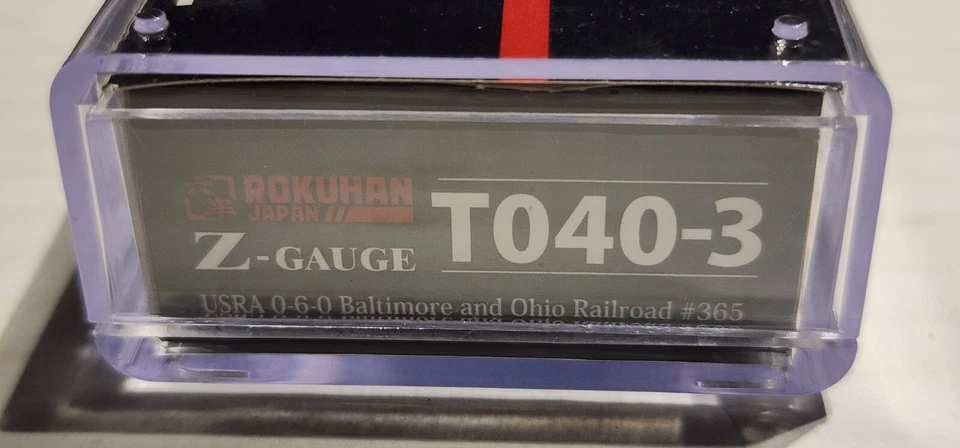 ROKUHAN
JAPAN
Z-GAUGE
T040-3
USRA 0-6-0 Baltimore and Ohio Railroad #365